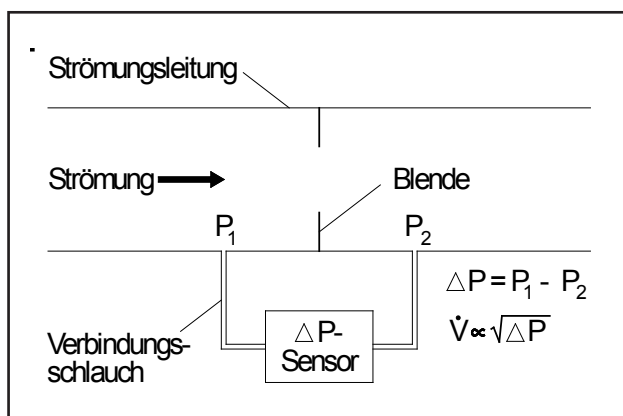 Strömungsleitung
Strömung
Blende
P₁
P₂
△P = P₁ - P₂
V̇ ∝ √△P
Verbindungs-
schlauch
△P-
Sensor